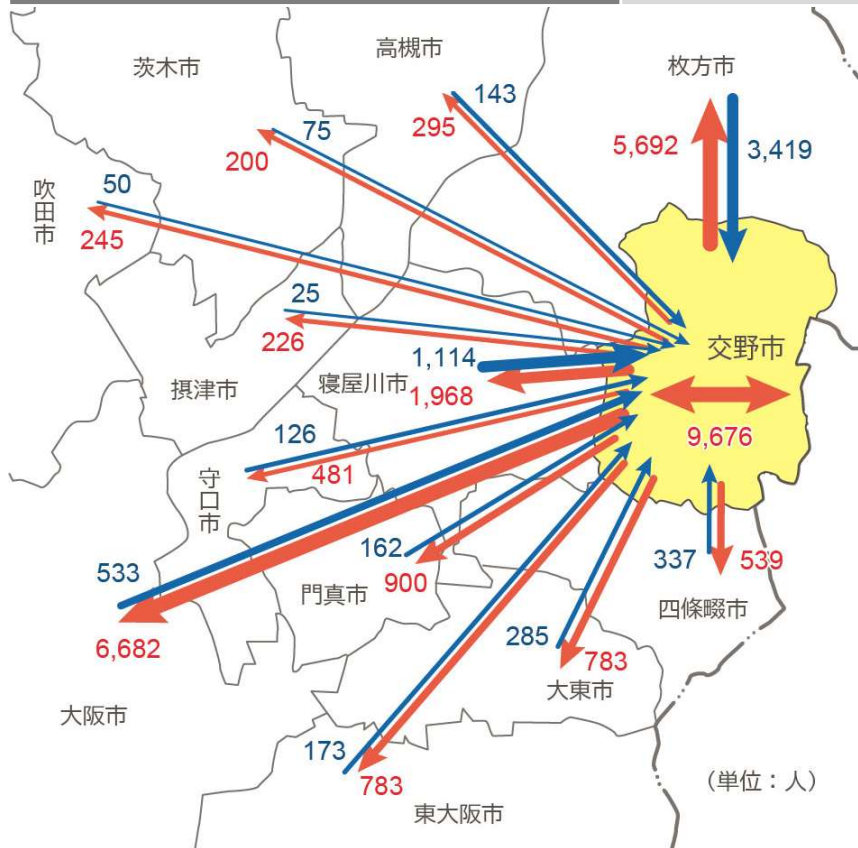 茨木市
高槻市
枚方市
143
295
75
200
5,692
3,419
吹田市
50
245
25
226
摂津市
寝屋川市
1,114
1,968
交野市
9,676
126
481
守口市
533
6,682
162
900
門真市
337
539
四條畷市
285
783
大東市
大阪市
173
783
東大阪市
（単位：人）